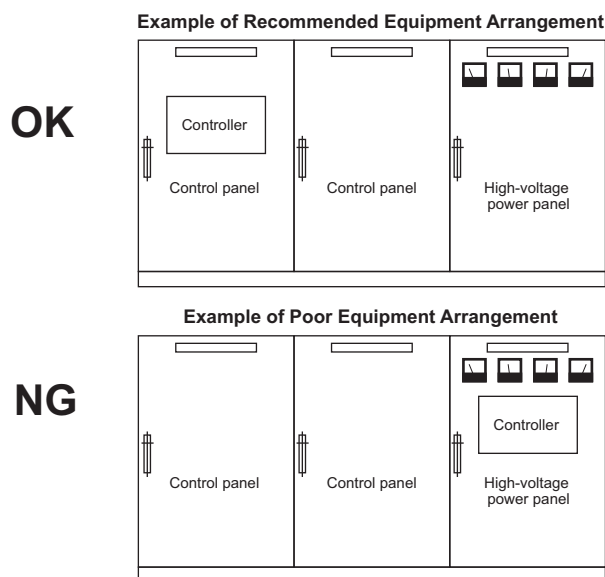 Example of Recommended Equipment Arrangement
OK
Controller
Control panel
Control panel
High-voltage
power panel
Example of Poor Equipment Arrangement
NG
Controller
Control panel
Control panel
High-voltage
power panel